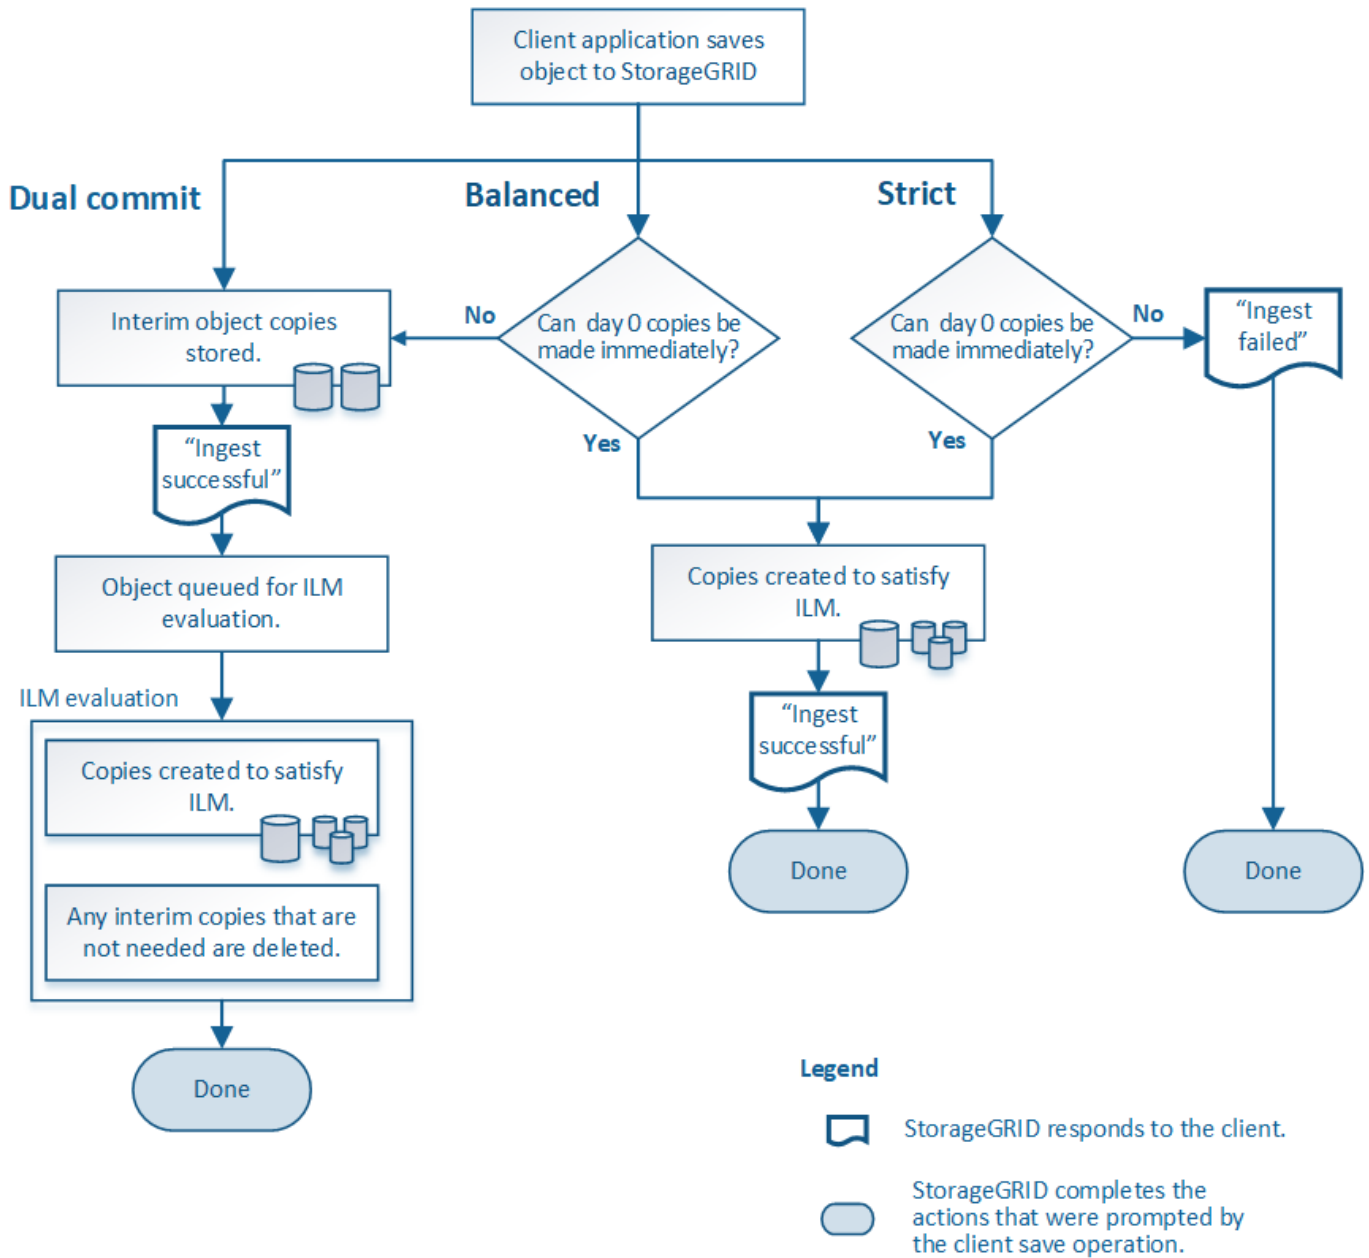 Client application saves
object to StorageGRID
Dual commit
Balanced
Strict
Interim object copies
stored.
No
Can day 0 copies be
made immediately?
Yes
Can day 0 copies be
made immediately?
No
Yes
“Ingest
failed”
“Ingest
successful”
Object queued for ILM
evaluation.
Copies created to satisfy
ILM.
ILM evaluation
“Ingest
successful”
Copies created to satisfy
ILM.
Any interim copies that are
not needed are deleted.
Done
Done
Done
Legend
StorageGRID responds to the client.
StorageGRID completes the
actions that were prompted by
the client save operation.